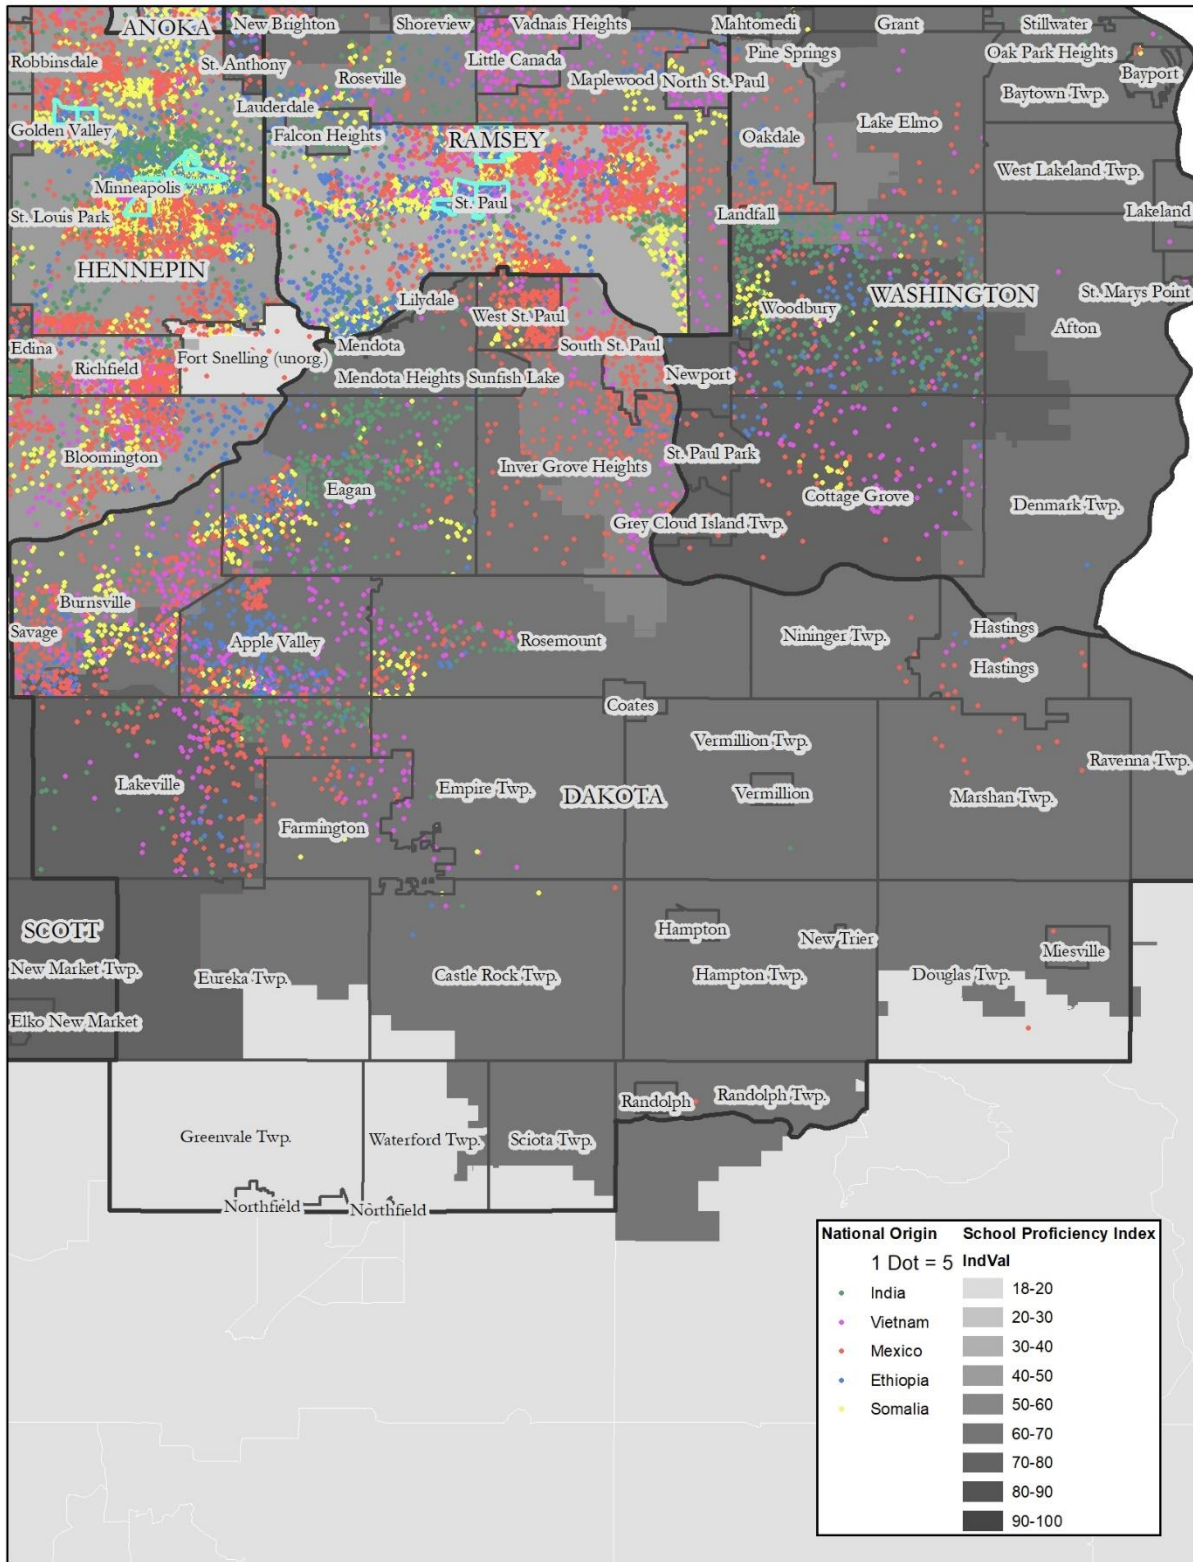 ANOKA
New Brighton
Shoreview
Vadnais Heights
Mahtomedi
Grant
Stillwater
Robbinsdale
St. Anthony
Roseville
Little Canada
Maplewood
North St. Paul
Pine Springs
Oak Park Heights
Bayport
Baytown Twp.
Golden Valley
Lauderdale
Falcon Heights
RAMSEY
Oakdale
Lake Elmo
West Lakeland Twp.
Minneapolis
St. Paul
St. Louis Park
Landfall
Lakeland
HENNEPIN
Lilydale
West St. Paul
Woodbury
WASHINGTON
St. Marys Point
Afton
Edina
Richfield
Fort Snelling (unorg.)
Mendota
South St. Paul
Mendota Heights
Sunfish Lake
Newport
Bloomington
Eagan
Inver Grove Heights
St. Paul Park
Cottage Grove
Denmark Twp.
Grey Cloud Island Twp.
Burnsville
Savage
Apple Valley
Rosemount
Nininger Twp.
Hastings
Hastings
Coates
Vermillion Twp.
Ravenna Twp.
Lakeville
Empire Twp.
DAKOTA
Vermillion
Marshan Twp.
Farmington
SCOTT
Hampton
New Trier
Miesville
New Market Twp.
Eureka Twp.
Castle Rock Twp.
Hampton Twp.
Douglas Twp.
Elko New Market
Randolph
Randolph Twp.
Greenvale Twp.
Waterford Twp.
Sciota Twp.
Northfield
Northfield
National Origin
1 Dot = 5
India
Vietnam
Mexico
Ethiopia
Somalia
School Proficiency Index
IndVal
18-20
20-30
30-40
40-50
50-60
60-70
70-80
80-90
90-100